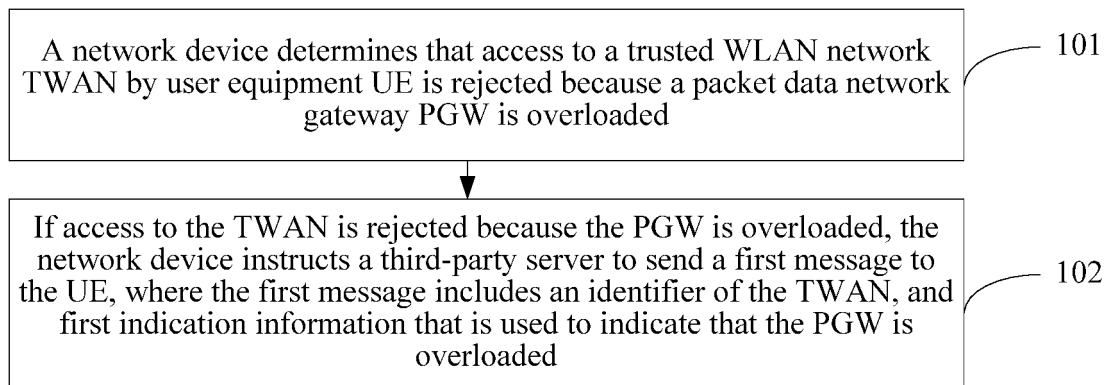 A network device determines that access to a trusted WLAN network
TWAN by user equipment UE is rejected because a packet data network
gateway PGW is overloaded
101
If access to the TWAN is rejected because the PGW is overloaded, the
network device instructs a third-party server to send a first message to
the UE, where the first message includes an identifier of the TWAN, and
first indication information that is used to indicate that the PGW is
overloaded
102